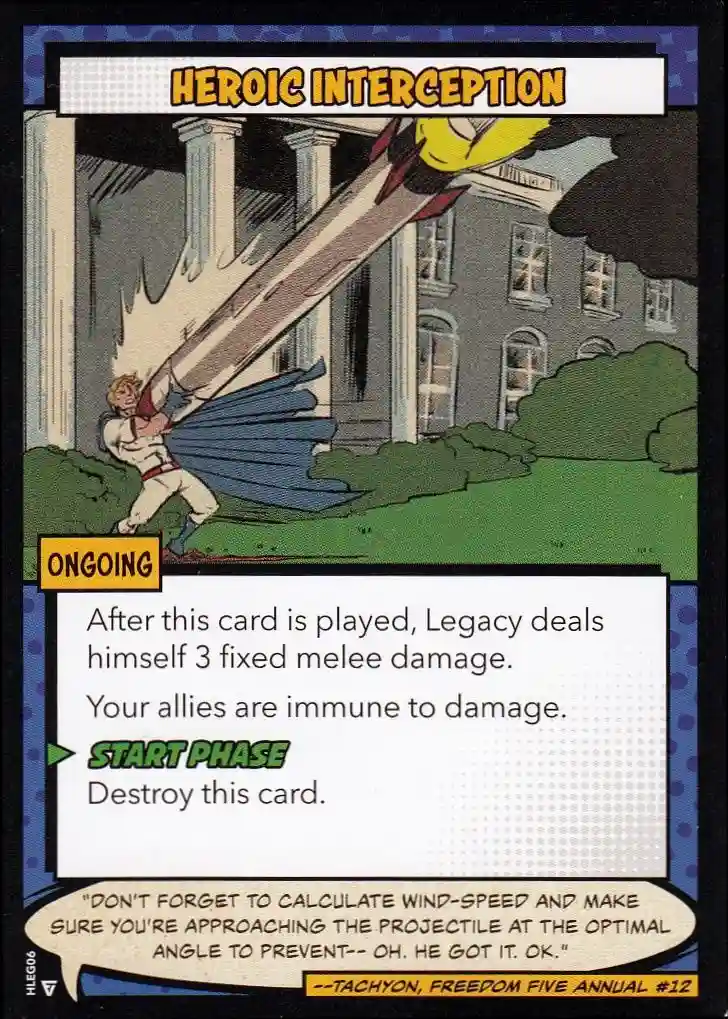 HEROIC INTERCEPTION
ONGOING
After this card is played, Legacy deals
himself 3 fixed melee damage.
Your allies are immune to damage.
START PHASE
Destroy this card.
"DON'T FORGET TO CALCULATE WIND-SPEED AND MAKE
SURE YOU'RE APPROACHING THE PROJECTILE AT THE OPTIMAL
ANGLE TO PREVENT-- OH. HE GOT IT. OK."
--TACHYON, FREEDOM FIVE ANNUAL #12
HLEG06